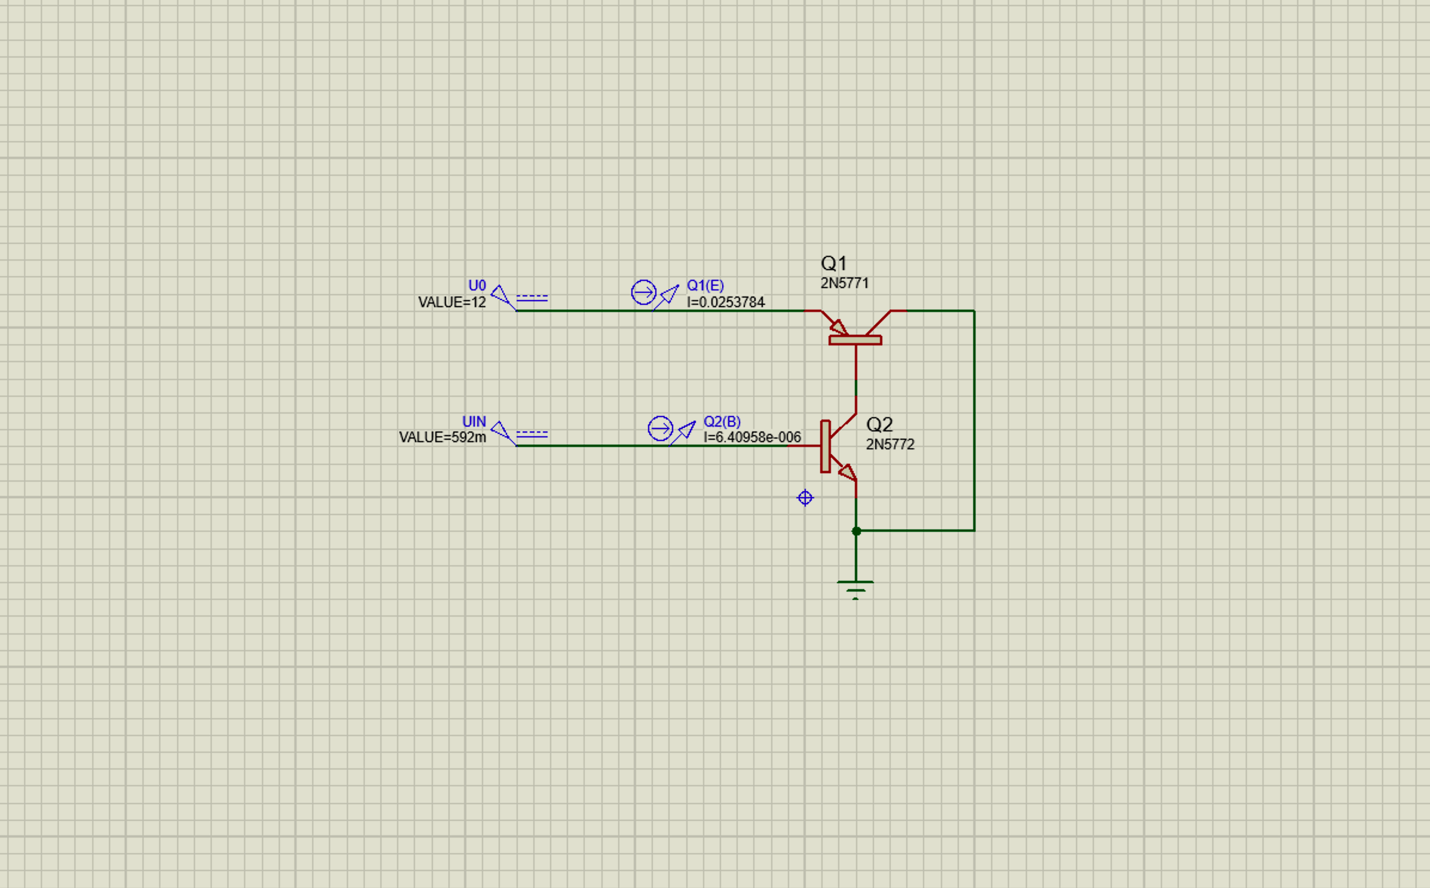 Q1
2N5771
U0
VALUE=12
Q1(E)
I=0.0253784
UIN
VALUE=592m
Q2(B)
I=6.40958e-006
Q2
2N5772